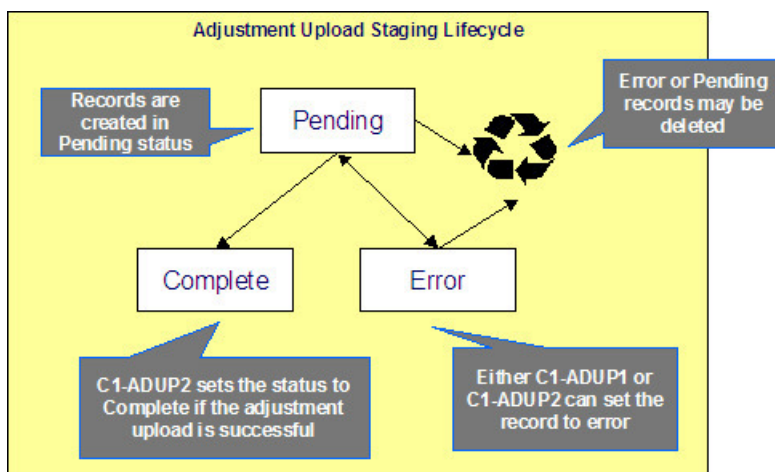 Adjustment Upload Staging Lifecycle
Records are
created in
Pending status
Pending
Error or Pending
records may be
deleted
Complete
Error
C1-ADUP2 sets the status to
Complete if the adjustment
upload is successful
Either C1-ADUP1 or
C1-ADUP2 can set the
record to error